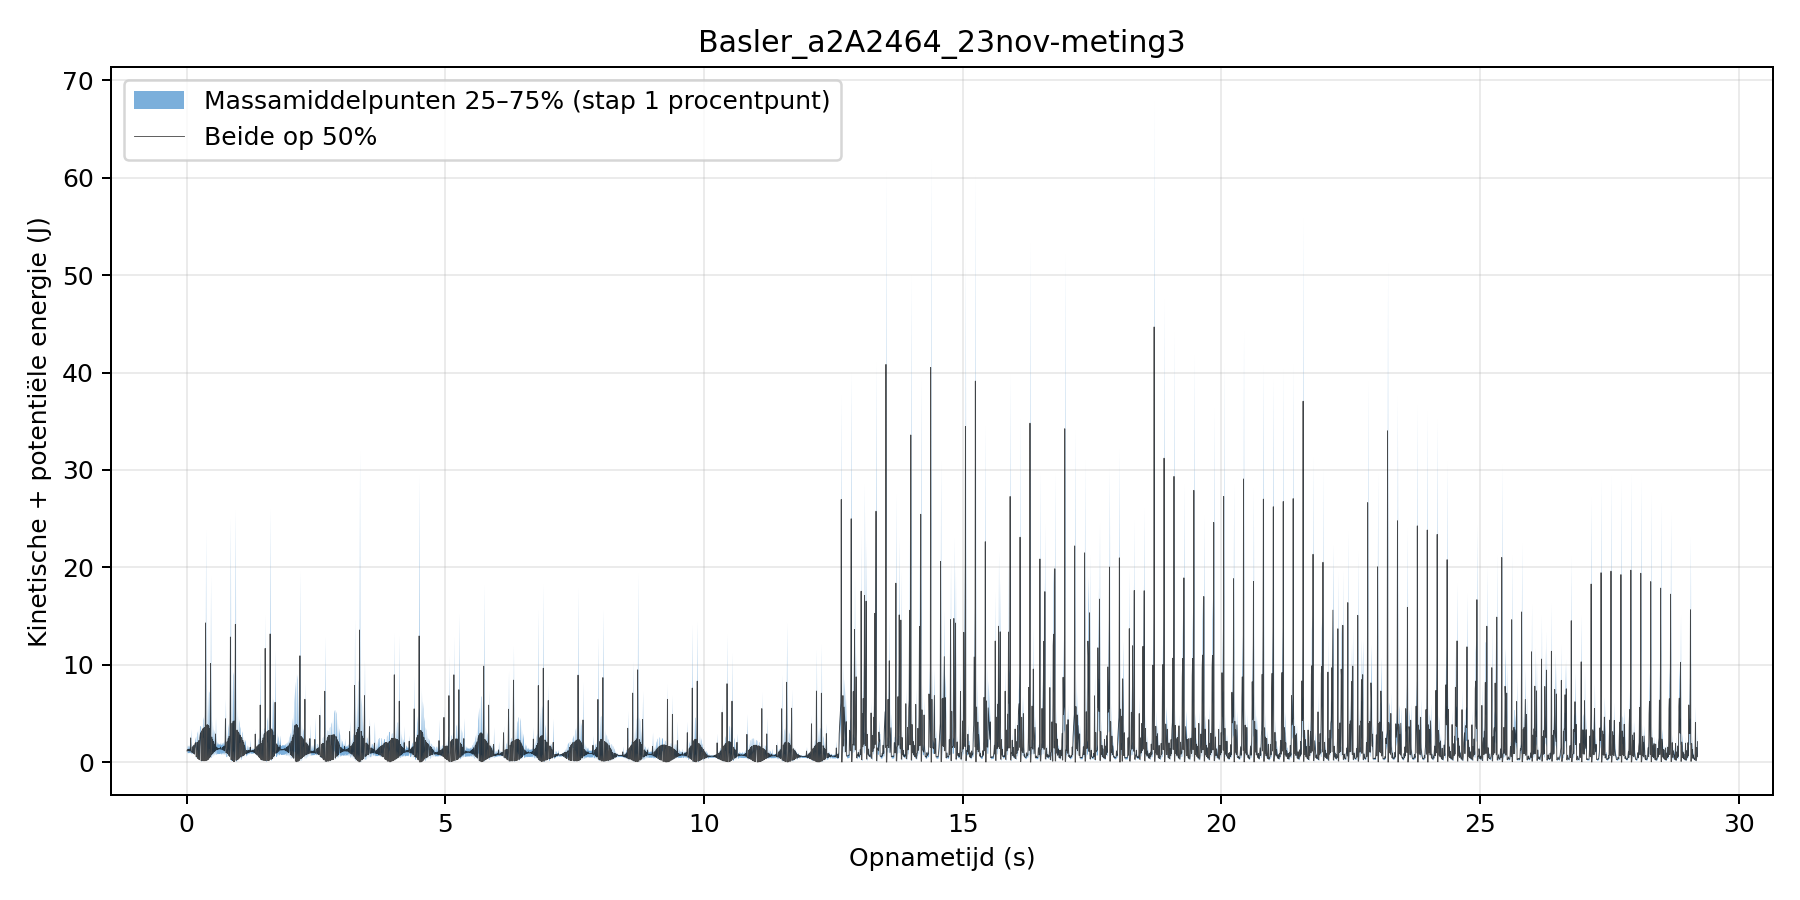 Basler_a2A2464_23nov-meting3
Massamiddelpunten 25–75% (stap 1 procentpunt)
Beide op 50%
Kinetische + potentiële energie (J)
70
60
50
40
30
20
10
0
0 5 10 15 20 25 30
Opnametijd (s)